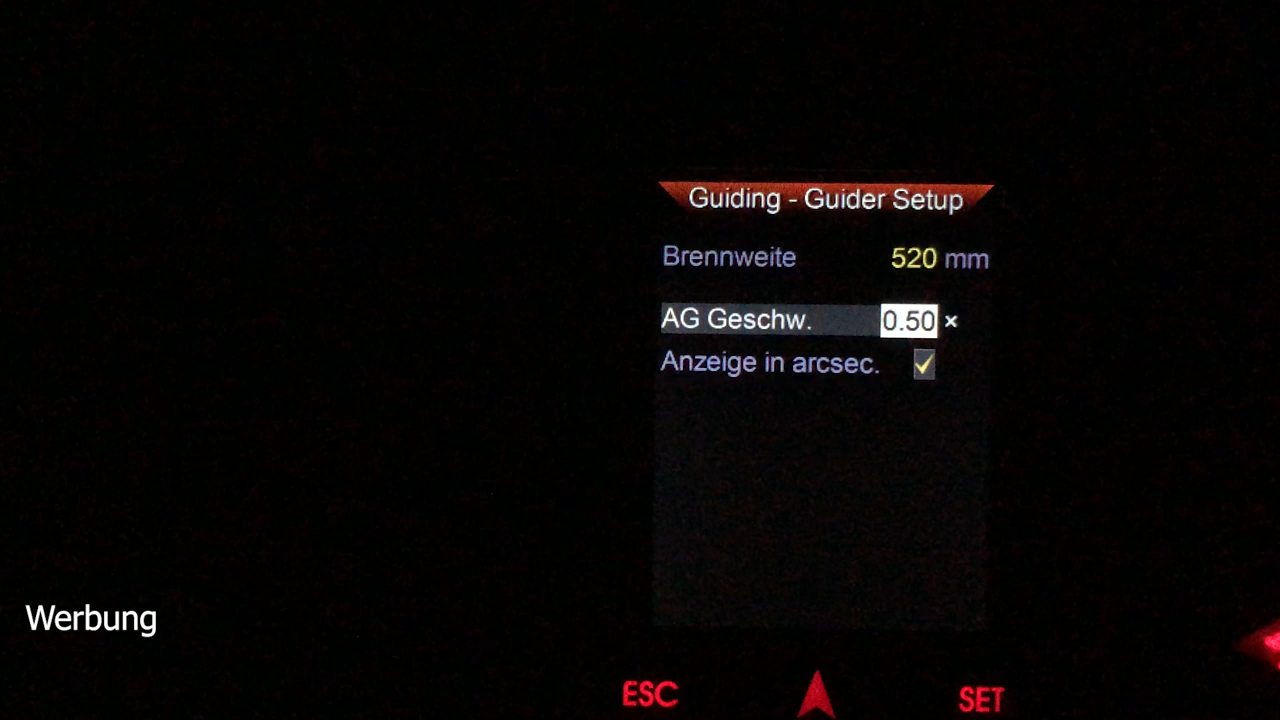 Guiding - Guider Setup
Brennweite 520 mm
AG Geschw. 0.50 ×
Anzeige in arcsec.
Werbung
ESC SET